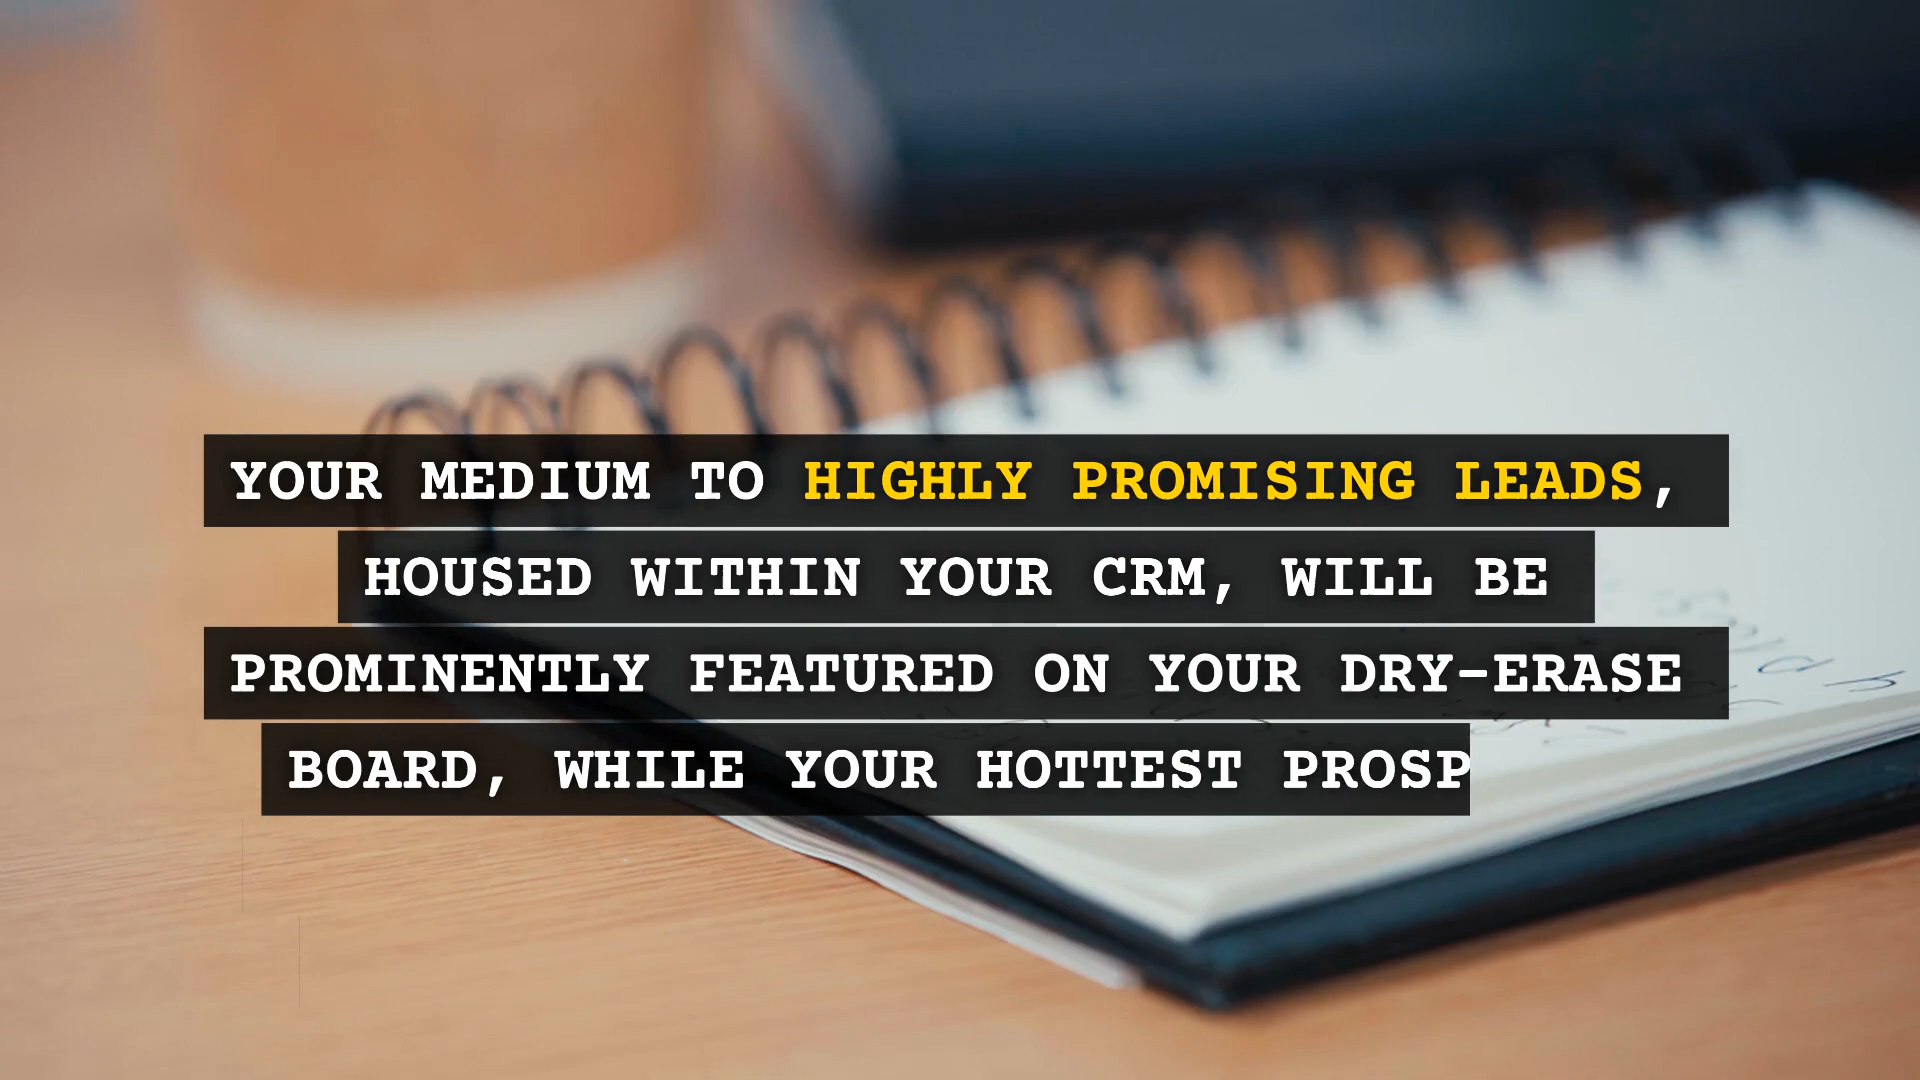 YOUR MEDIUM TO HIGHLY PROMISING LEADS,
HOUSED WITHIN YOUR CRM, WILL BE
PROMINENTLY FEATURED ON YOUR DRY-ERASE
BOARD, WHILE YOUR HOTTEST PROSP